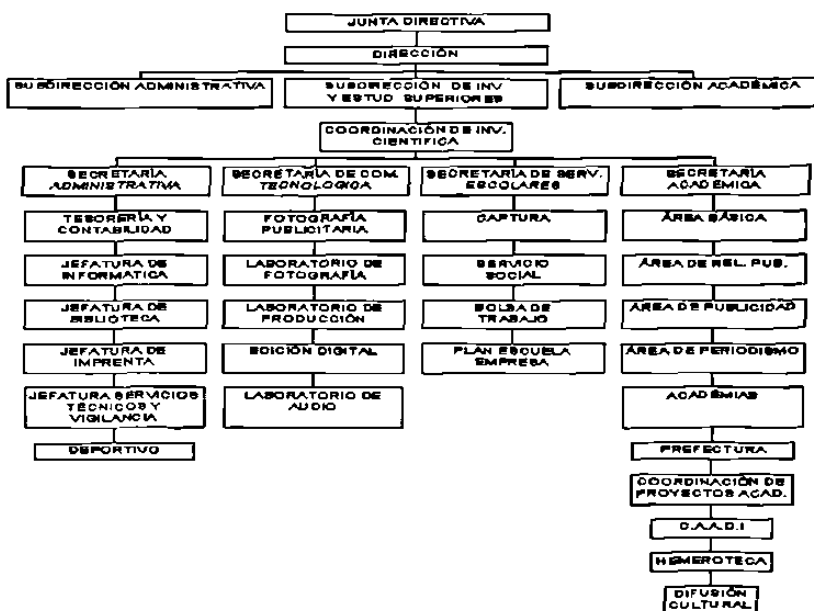 JUNTA DIRECTIVA
DIRECCIÓN
SUBDIRECCIÓN ADMINISTRATIVA
SUBDIRECCIÓN DE INV
Y ESTUD SUPERIORES
SUBDIRECCIÓN ACADÉMICA
COORDINACIÓN DE INV.
CIENTÍFICA
SECRETARÍA
ADMINISTRATIVA
TESORERÍA Y
CONTABILIDAD
JEFATURA DE
INFORMATICA
JEFATURA DE
BIBLIOTECA
JEFATURA DE
IMPRENTA
JEFATURA SERVICIOS
TÉCNICOS Y
VIGILANCIA
DEPORTIVO
SECRETARÍA DE COM.
TECNOLOGICA
FOTOGRAFÍA
PUBLICITARIA
LABORATORIO DE
FOTOGRAFÍA
LABORATORIO DE
PRODUCCIÓN
EDICIÓN DIGITAL
LABORATORIO DE
AUDIO
SECRETARÍA DE SERV.
ESCOLARES
CAPTURA
SERVICIO
SOCIAL
BOLSA DE
TRABAJO
PLAN ESCUELA
EMPRESA
SECRETARÍA
ACADÉMICA
ÁREA BÁSICA
ÁREA DE REL. PUB.
ÁREA DE PUBLICIDAD
ÁREA DE PERIODISMO
ACADÉMIAS
PREFECTURA
COORDINACIÓN DE
PROYECTOS ACAD.
C.A.A.D.I
HEMEROTECA
DIFUSIÓN
CULTURAL